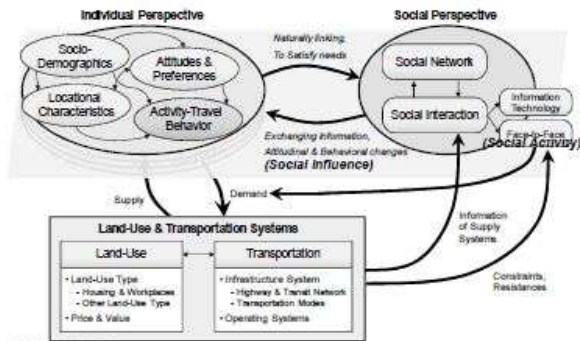 Individual Perspective
Social Perspective
Socio-
Demographics
Attitudes &
Preferences
Locational
Characteristics
Activity-Travel
Behavior
Naturally linking,
To Satisfy needs
Exchanging Information,
Attitudinal & Behavioral changes
(Social Influence)
Social Network
Social Interaction
Information
Technology
Face-to-Face
(Social Activity)
Supply
Demand
Information
of Supply
Systems
Constraints,
Resistances
Land-Use & Transportation Systems
Land-Use
• Land-Use Type
- Housing & Workplaces
- Other Land-Use Type
• Price & Value
Transportation
• Infrastructure System
- Highway & Transit Network
- Transportation Modes
• Operating Systems